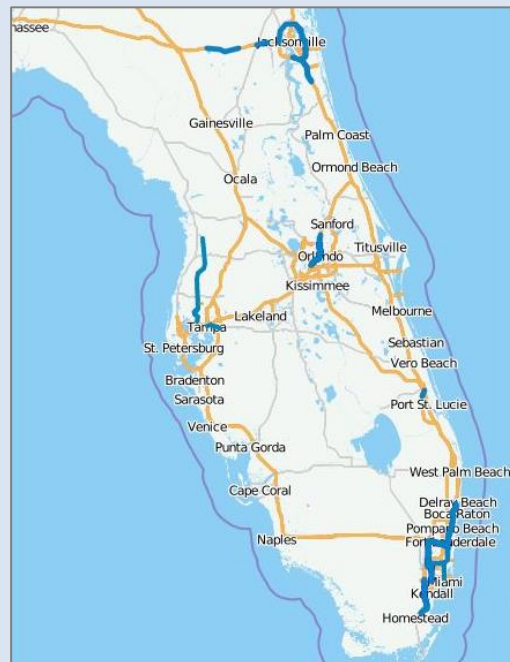 assee
Jacksonville
Gainesville
Palm Coast
Ocala
Ormond Beach
Sanford
Titusville
Orlando
Kissimmee
Lakeland
Melbourne
Tampa
St. Petersburg
Sebastian
Vero Beach
Bradenton
Port St. Lucie
Sarasota
Venice
Punta Gorda
West Palm Beach
Cape Coral
Delray Beach
Boca Raton
Pompano Beach
Naples
Fort Lauderdale
Miami
Kendall
Homestead